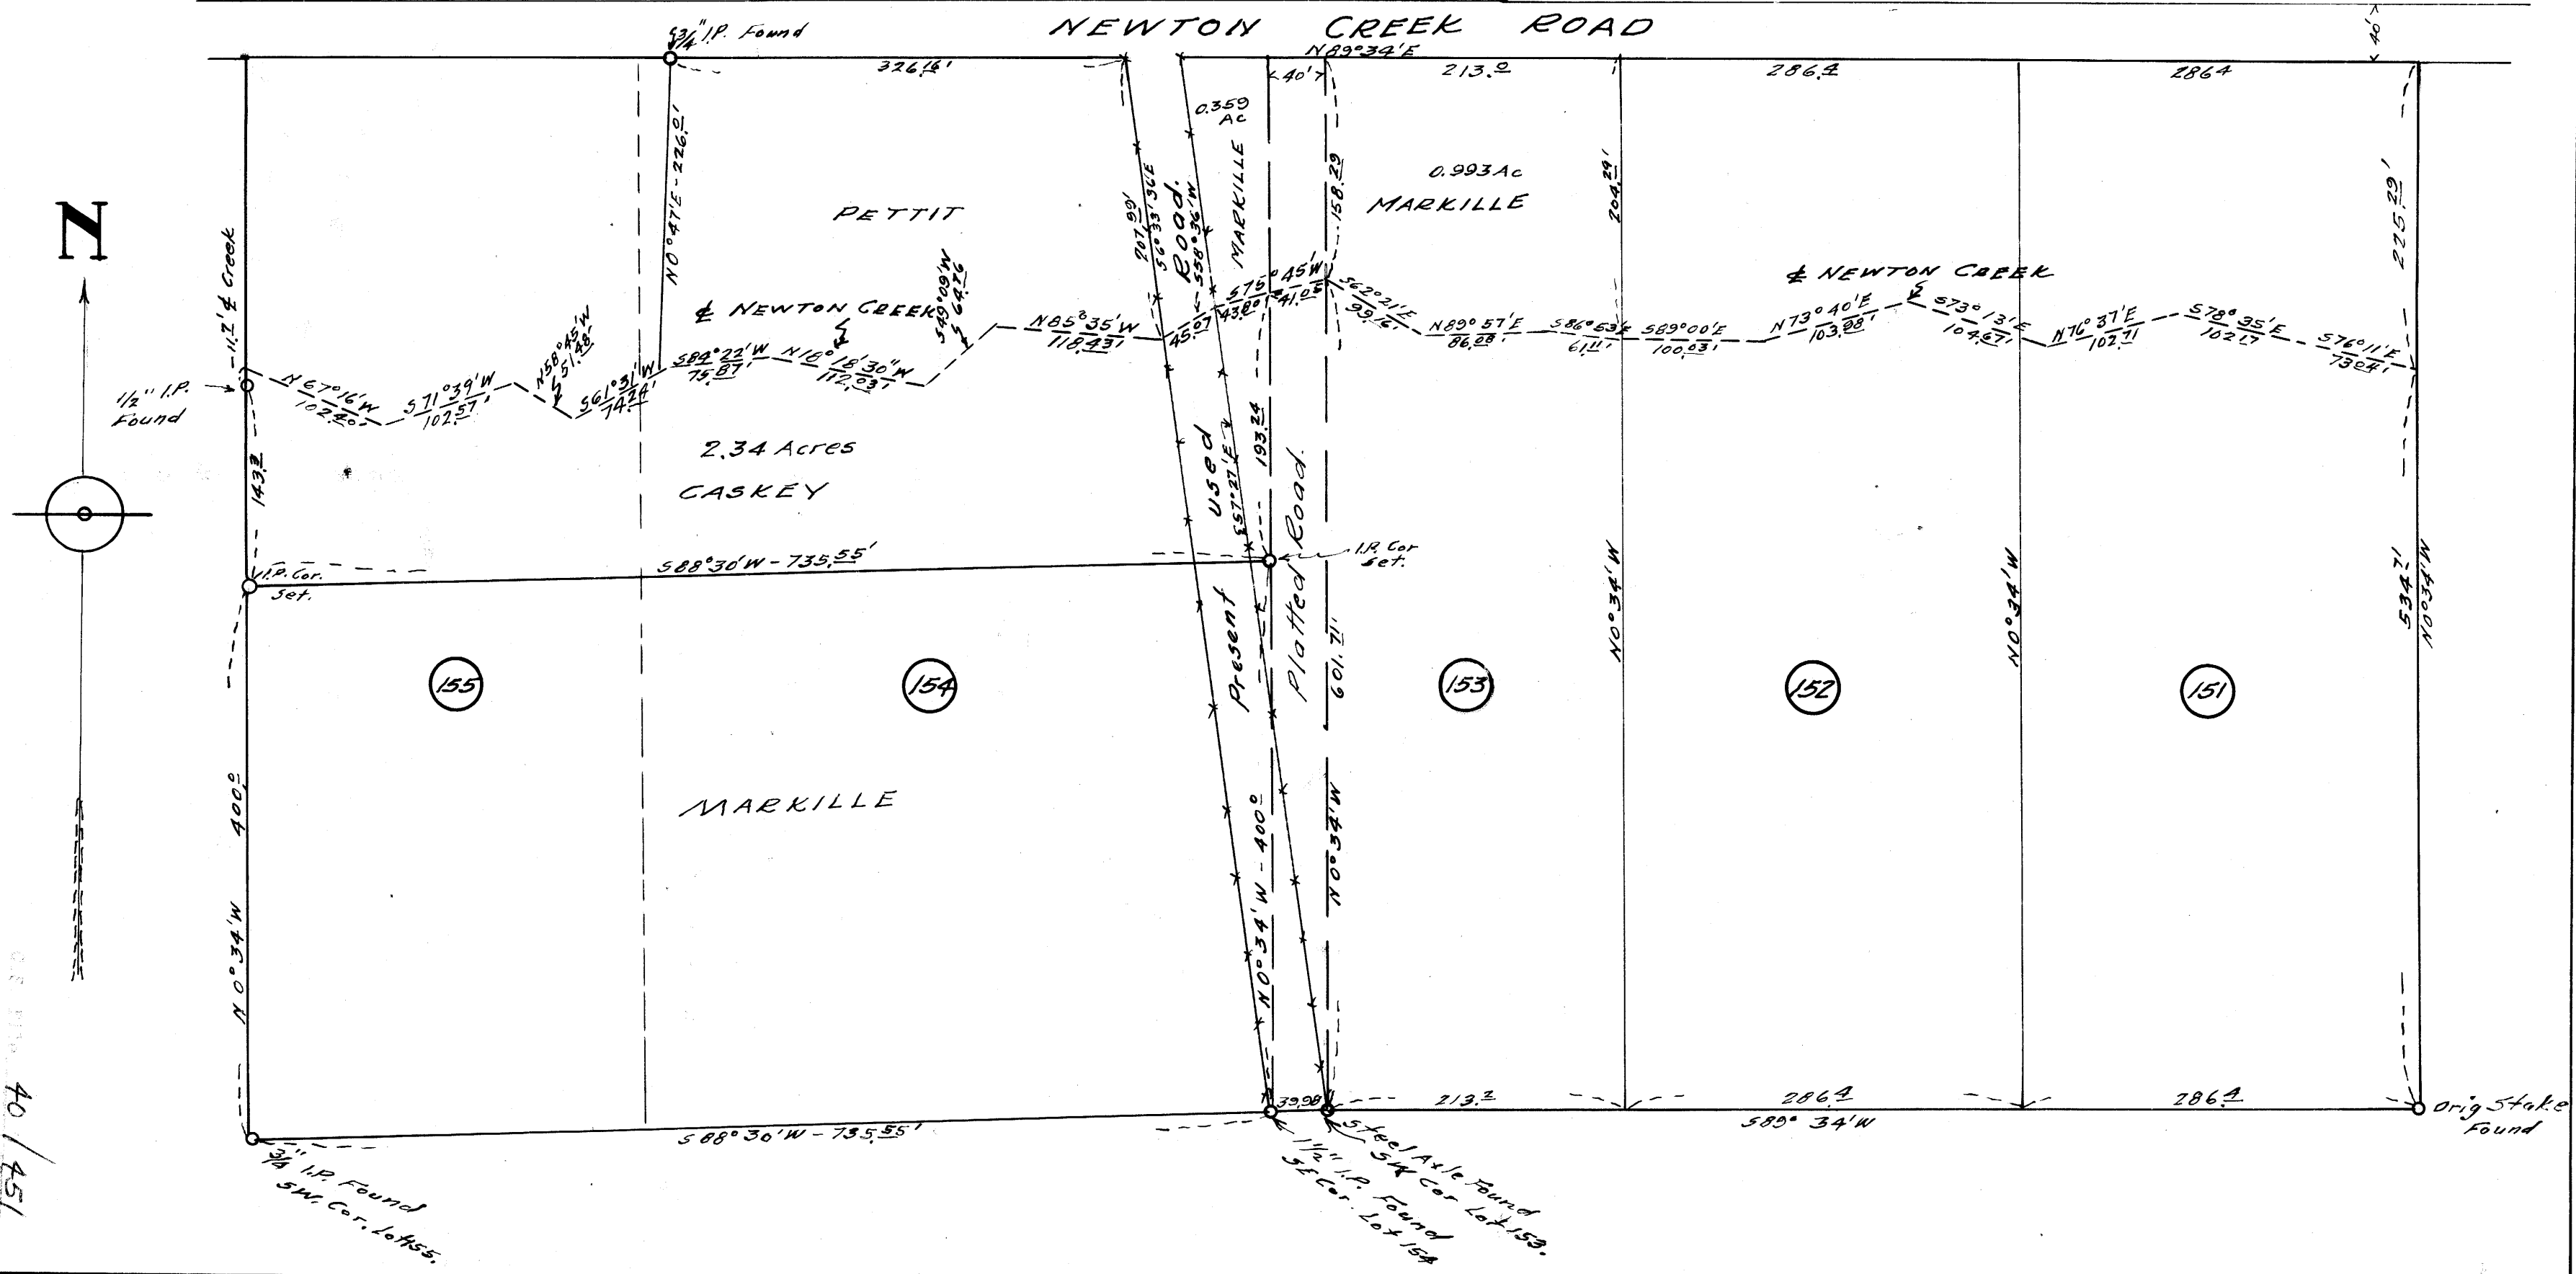 NEWTON CREEK ROAD
3/4" I.P. Found
N89°34'E
40'
326.16'
40'
213.0
286.4
2864
0.359
AC
MARKILLE
0.993 Ac
MARKILLE
PETTIT
N
N0°47'E-226.0'
207.99'
S6°33'36"E
Road.
S58°36'W
158.29
204.29'
225.29'
11.2' ℄ Creek
℄ NEWTON CREEK
℄ NEWTON CREEK
1/2" I.P.
Found
N67°16'W
102.40
S71°39'W
102.57'
N58°45'W
51.48
S61°31'W
74.24'
S84°22'W
75.87'
N18°18'30"W
112.03'
S49°09'W
64.76
N85°35'W
118.43'
45.07
43.80
S75°45'W
41.05
S62°21'E
99.16'
N89°57'E
86.08
S86°53'E
61.11'
S89°00'E
100.03'
N73°40'E
103.98'
S73°13'E
104.67'
N76°37'E
102.71
S78°35'E
102.17
S76°11'E
73.04'
143.3
2.34 Acres
CASKEY
used
S57°27'E
193.24
Platted Road.
I.P. Cor
set.
I.P. Cor.
set.
S88°30'W - 735.55'
Present
601.71'
N0°34'W
N0°34'W
534.71
N0°34'W
155
154
153
152
151
MARKILLE
400.0
N0°34'W
N0°34'W - 400.0
N0°34'W
39.98
213.2
286.4
286.4
S89°34'W
S88°30'W - 735.55'
Orig Stake
Found
3/4" I.P. Found
SW. Cor. Lot 155.
1 1/2" I.P. Found
SE Cor. Lot 154
Steel Axle Found
SW Cor Lot 153.
40/451